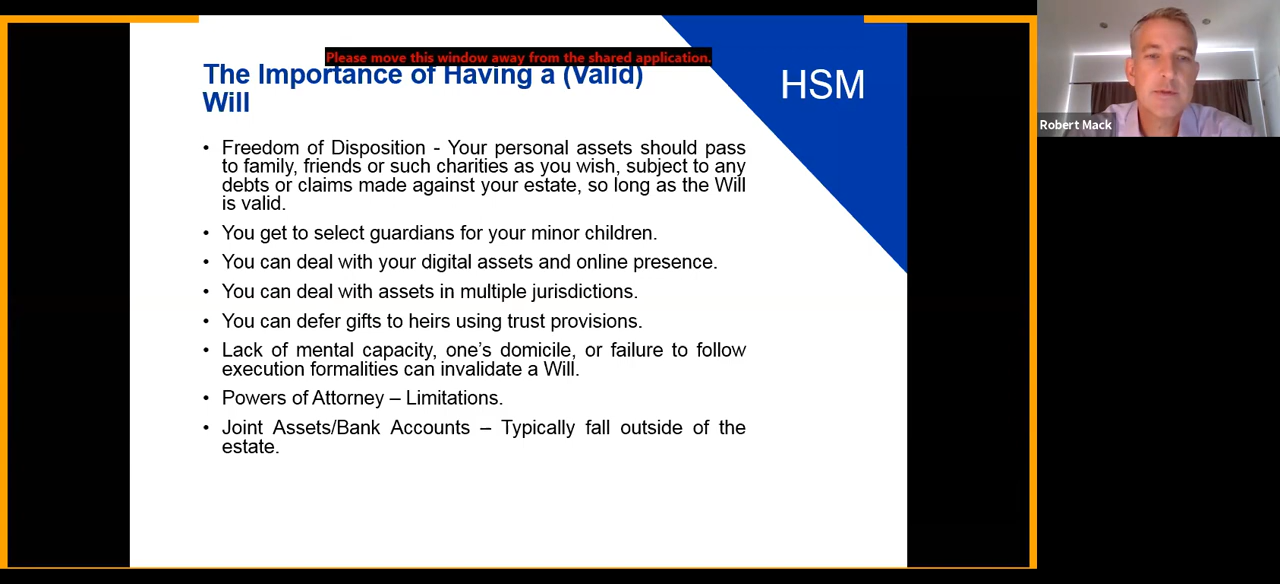 Please move this window away from the shared application.
The Importance of Having a (Valid)
Will
HSM
Robert Mack
• Freedom of Disposition - Your personal assets should pass
to family, friends or such charities as you wish, subject to any
debts or claims made against your estate, so long as the Will
is valid.
• You get to select guardians for your minor children.
• You can deal with your digital assets and online presence.
• You can deal with assets in multiple jurisdictions.
• You can defer gifts to heirs using trust provisions.
• Lack of mental capacity, one's domicile, or failure to follow
execution formalities can invalidate a Will.
• Powers of Attorney – Limitations.
• Joint Assets/Bank Accounts – Typically fall outside of the
estate.